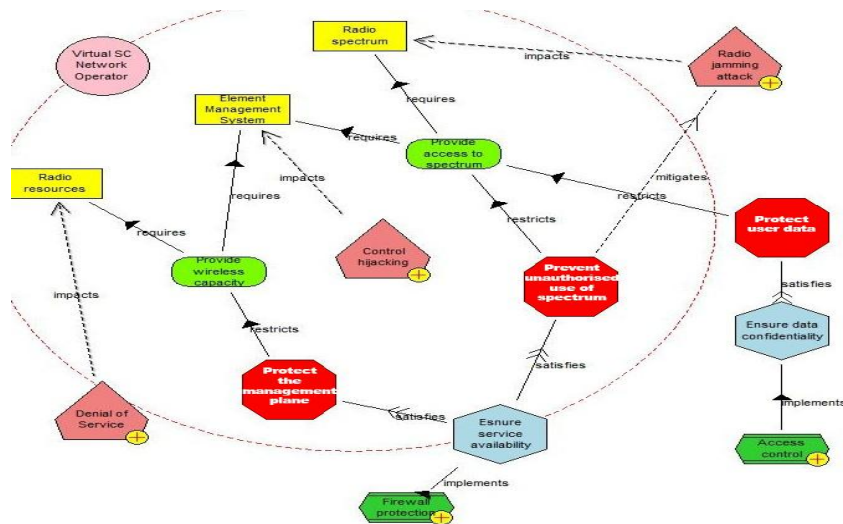 Radio
spectrum
Virtual SC
Network
Operator
impacts
Radio
jamming
attack
requires
Element
Management
System
requires
Provide
access to
spectrum
Radio
resources
impacts
requires
mitigates
restricts
restricts
Protect
user data
requires
Control
hijacking
Provide
wireless
capacity
Prevent
unauthorised
use of
spectrum
satisfies
impacts
restricts
Ensure data
confidentiality
satisfies
Protect
the
management
plane
satisfies
Esnure
service
availability
implements
Denial of
Service
Access
control
implements
Firewall
protection